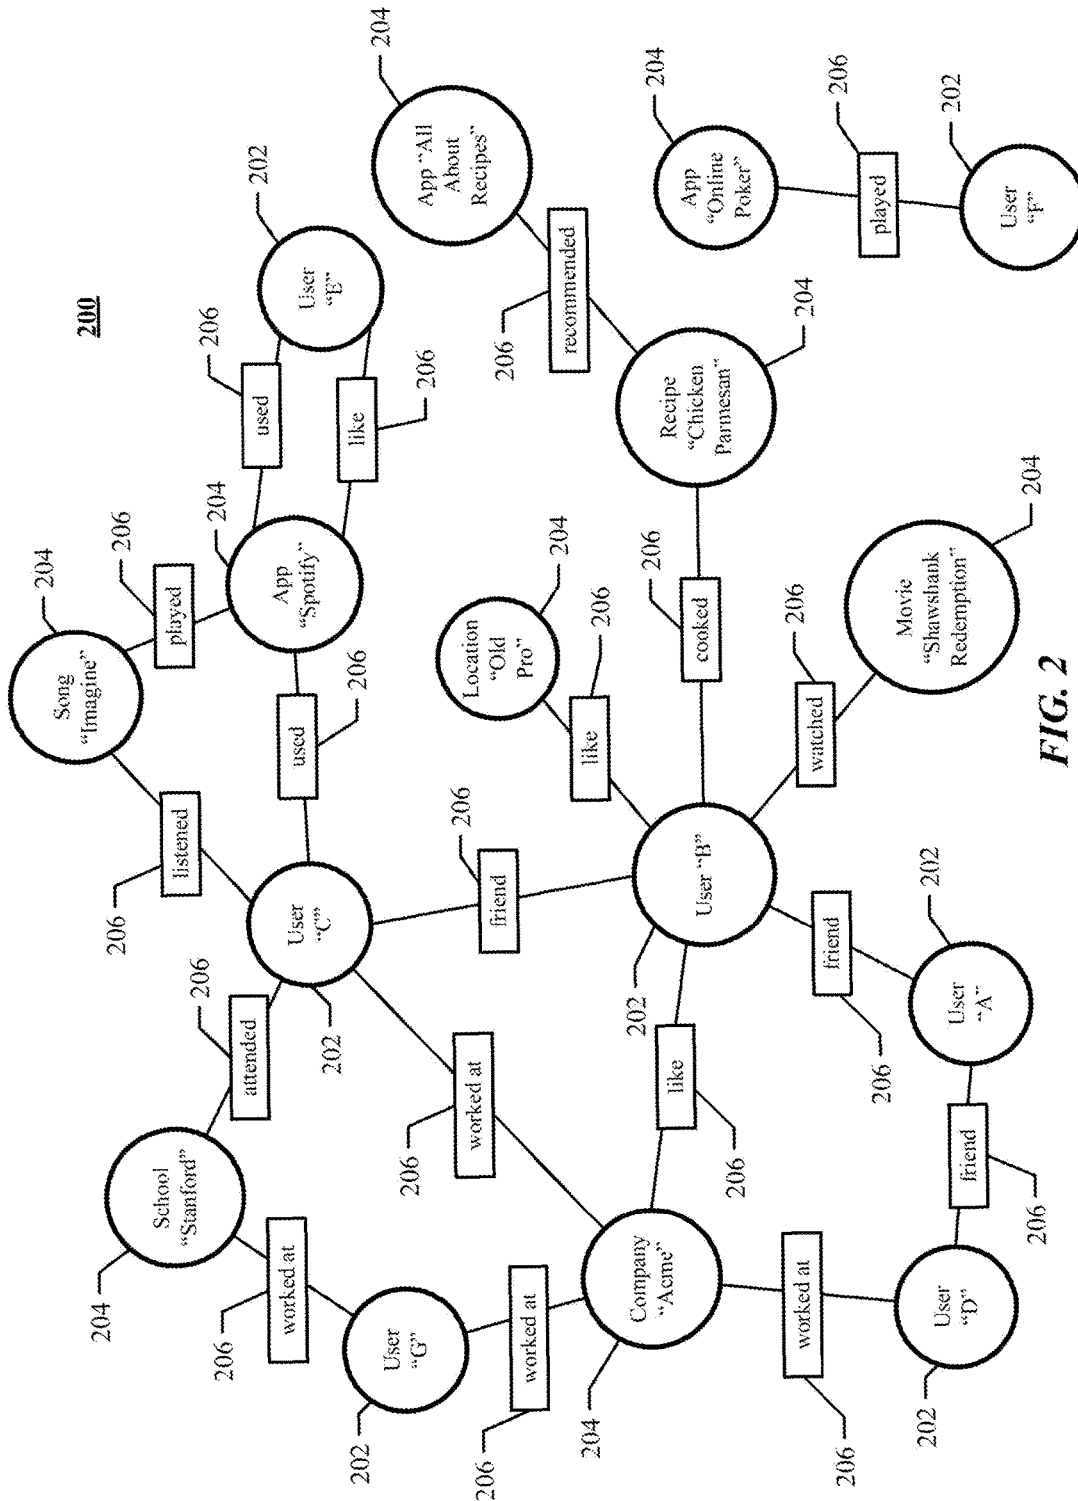 204
Song
“Imagine”
200
204
206
206
School
“Stanford”
played
listened
206
206
204
206
attended
used
202
worked at
App
“Spotify”
User
“C”
used
User
“E”
202
206
like
202
204
User
“G”
206
206
App “All
About
Recipes”
206
Location
“Old
Pro”
worked at
206
friend
206
worked at
204
recommended
204
like
206
202
Company
“Acme”
206
204
Recipe
“Chicken
Parmesan”
like
App
“Online
Poker”
cooked
User “B”
206
206
204
worked at
206
watched
friend
206
206
played
206
Movie
“Shawshank
Redemption”
202
202
User
“D”
202
User
“A”
friend
User
“F”
204
206
FIG. 2